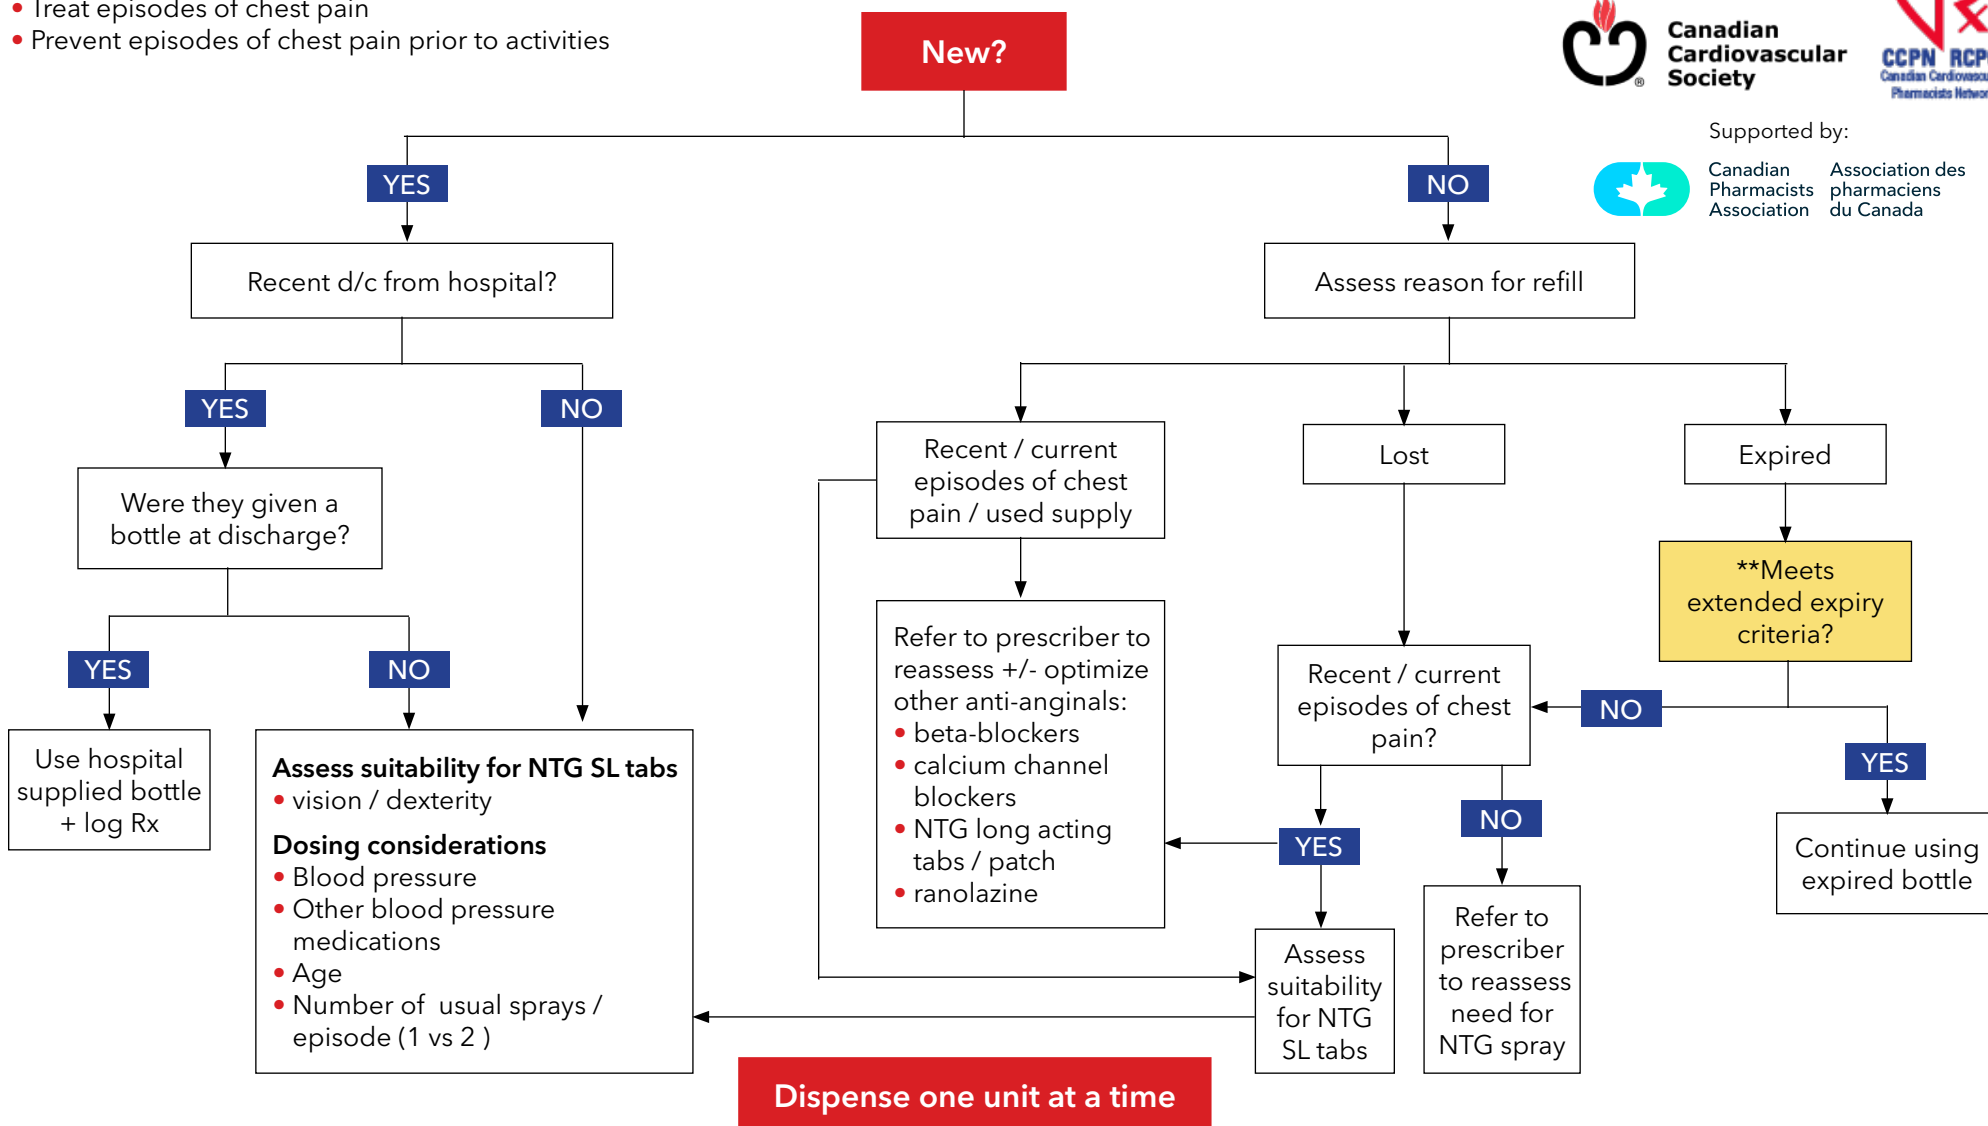 • Treat episodes of chest pain
• Prevent episodes of chest pain prior to activities
New?
Canadian
Cardiovascular
Society
®
CCPN
Canadian
Pharmacists
Supported by:
Canadian
Pharmacists
Association
Association des
pharmaciens
du Canada
YES
NO
Recent d/c from hospital?
Assess reason for refill
YES
NO
Were they given a
bottle at discharge?
YES
NO
Use hospital
supplied bottle
+ log Rx
Assess suitability for NTG SL tabs
• vision / dexterity
Dosing considerations
• Blood pressure
• Other blood pressure
medications
• Age
• Number of usual sprays /
episode (1 vs 2 )
Recent / current
episodes of chest
pain / used supply
Lost
Expired
Refer to prescriber to
reassess +/- optimize
other anti-anginals:
• beta-blockers
• calcium channel
blockers
• NTG long acting
tabs / patch
• ranolazine
**Meets
extended expiry
criteria?
Recent / current
episodes of chest
pain?
NO
YES
YES
NO
Continue using
expired bottle
Assess
suitability
for NTG
SL tabs
Refer to
prescriber
to reassess
need for
NTG spray
Dispense one unit at a time